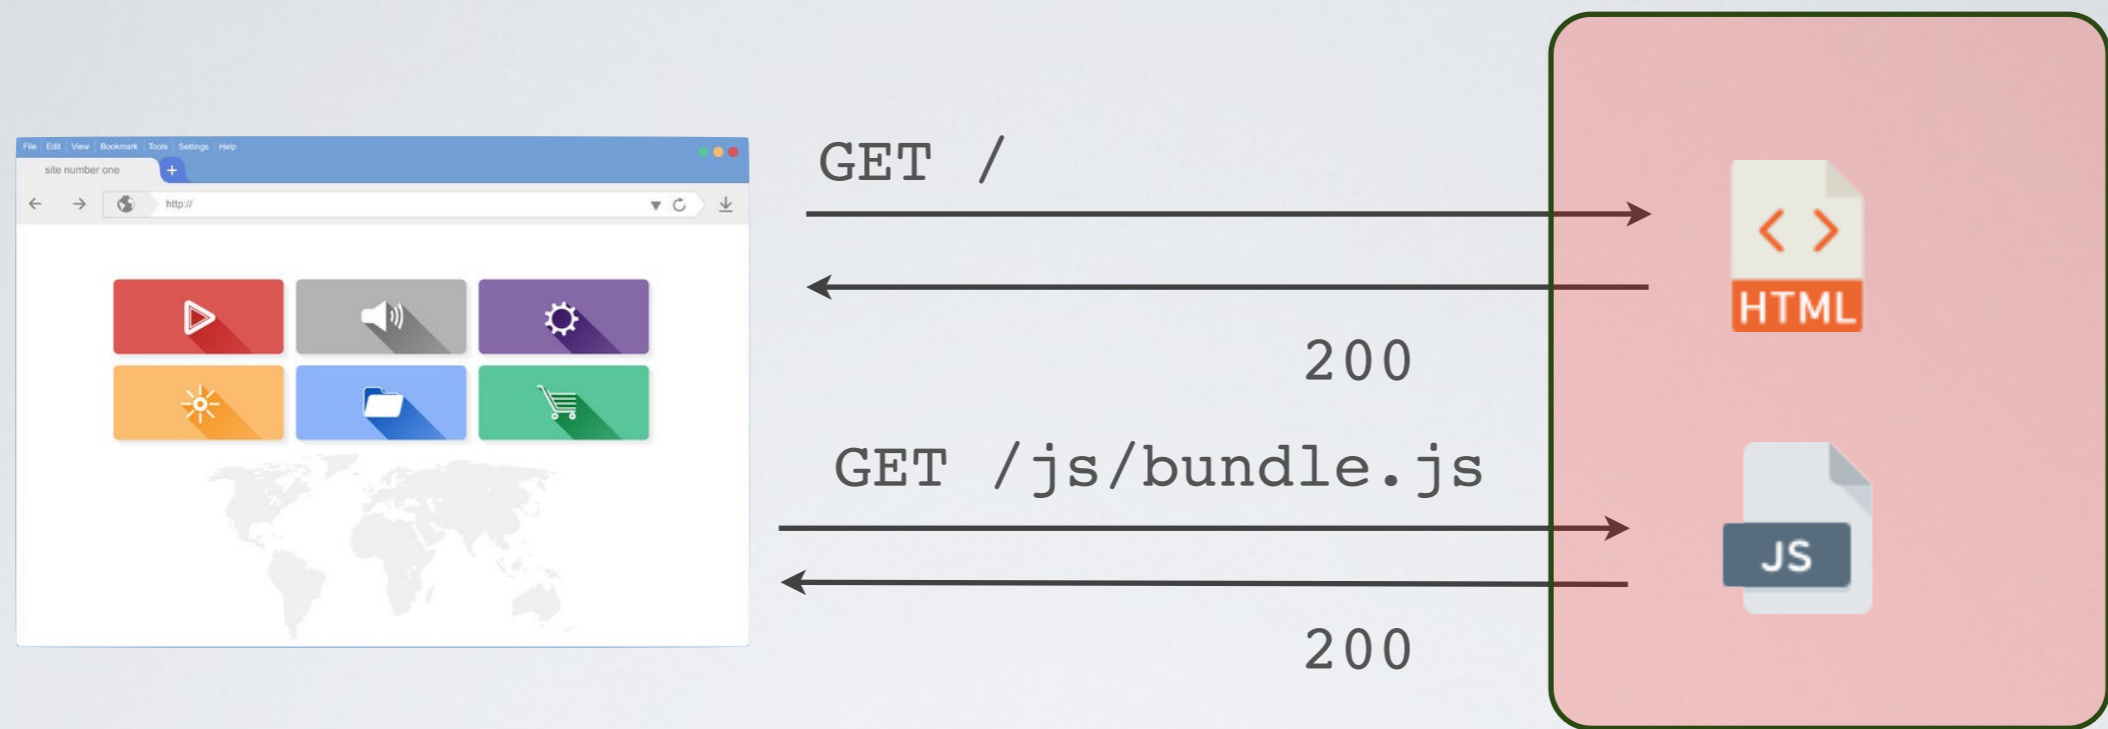 File Edit View Bookmark Tools Settings Help
site number one
http://
GET /
HTML
200
GET /js/bundle.js
JS
200